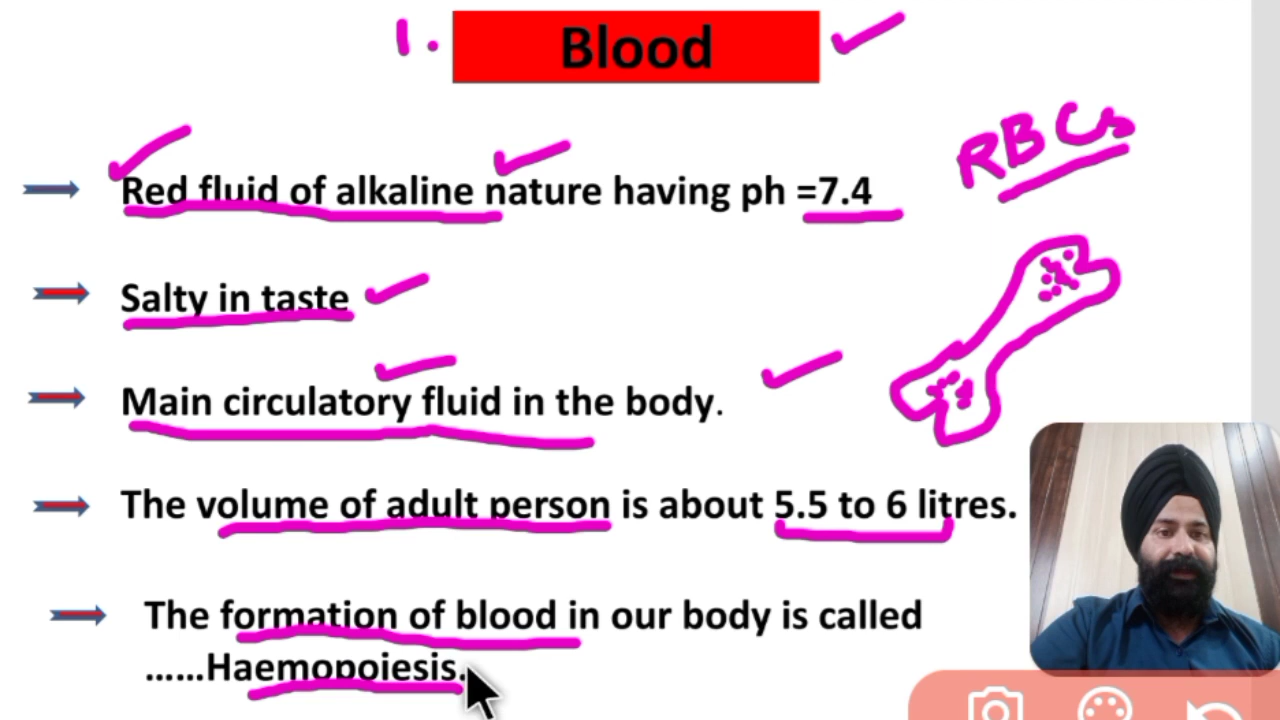 1. Blood
RBCs
Red fluid of alkaline nature having ph =7.4
Salty in taste
Main circulatory fluid in the body.
The volume of adult person is about 5.5 to 6 litres.
The formation of blood in our body is called
......Haemopoiesis.